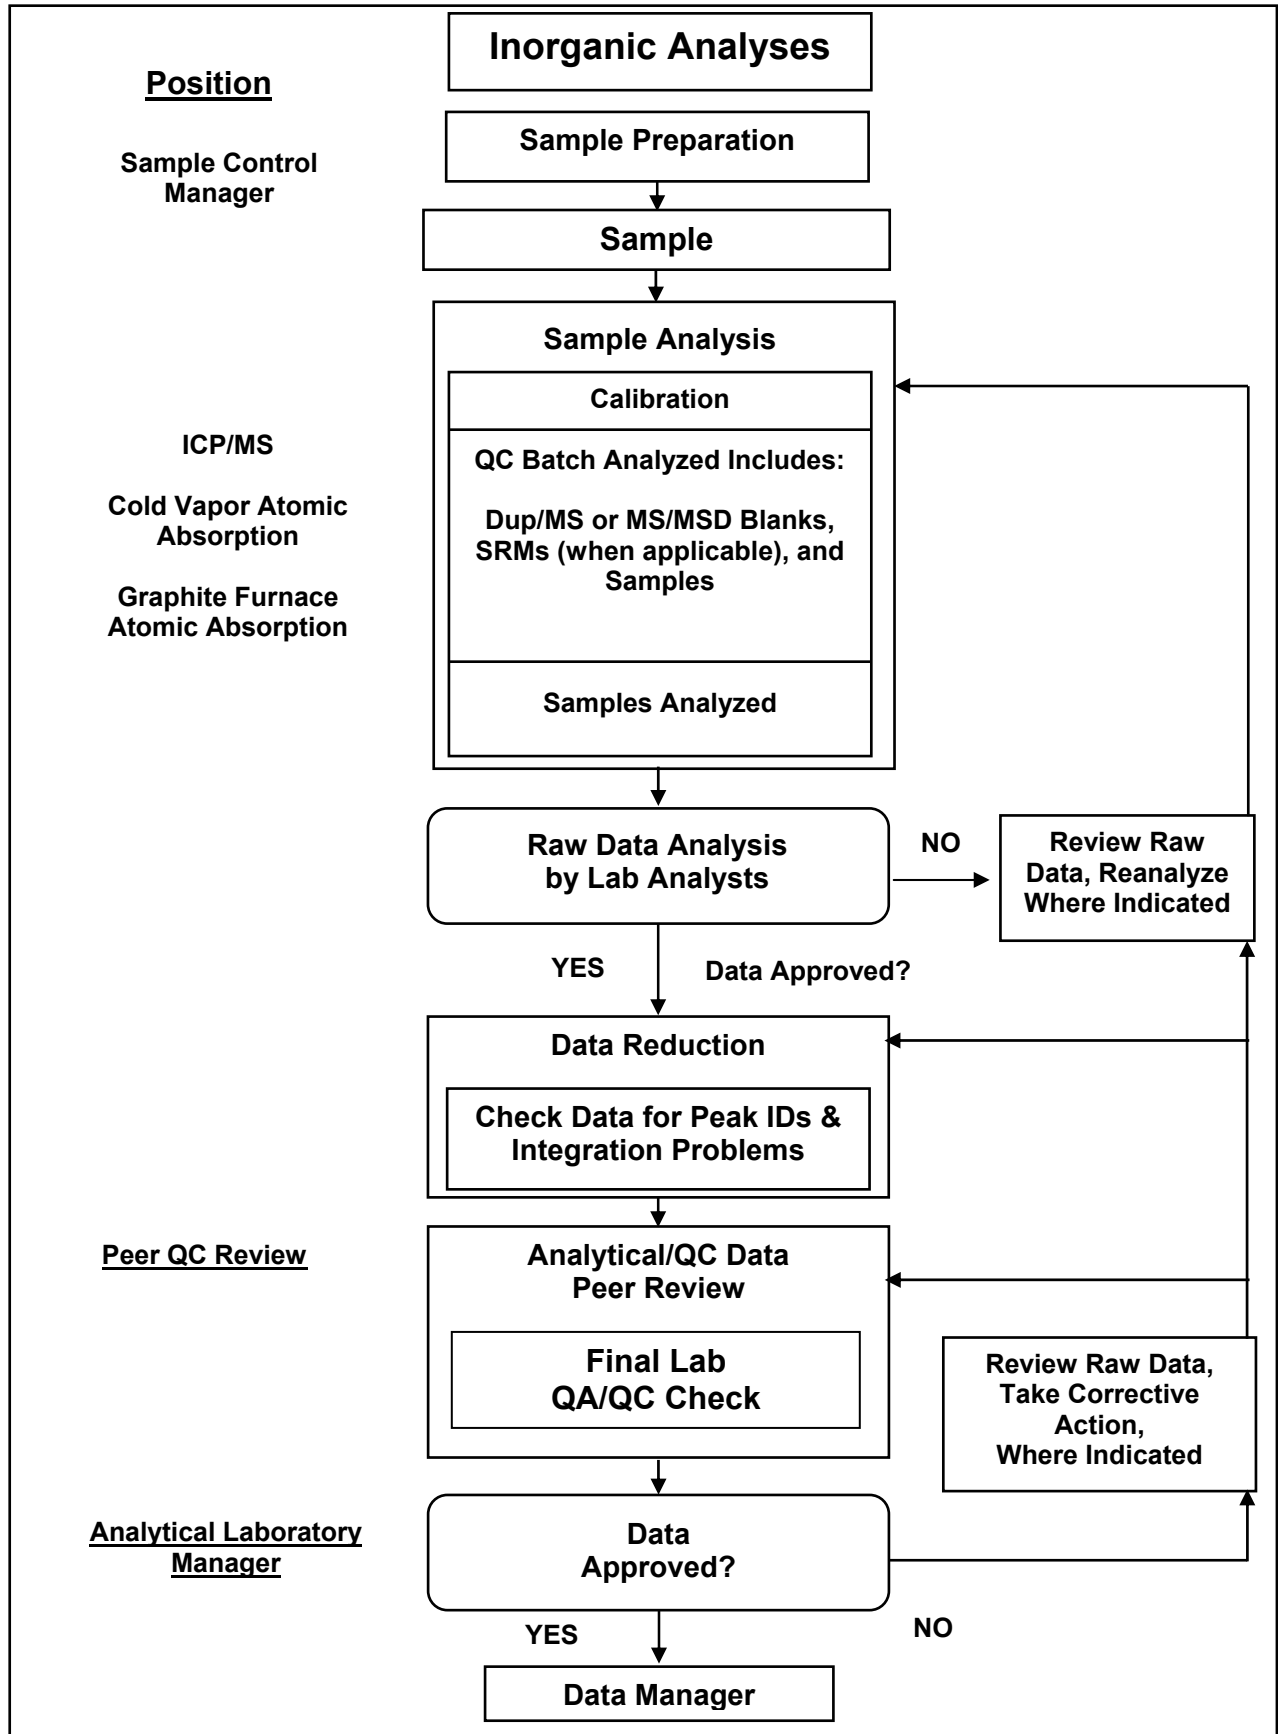 Inorganic Analyses
Position
Sample Preparation
Sample Control
Manager
Sample
Sample Analysis
Calibration
ICP/MS
Cold Vapor Atomic
Absorption
Graphite Furnace
Atomic Absorption
QC Batch Analyzed Includes:
Dup/MS or MS/MSD Blanks,
SRMs (when applicable), and
Samples
Samples Analyzed
Raw Data Analysis
by Lab Analysts
NO
Review Raw
Data, Reanalyze
Where Indicated
YES
Data Approved?
Data Reduction
Check Data for Peak IDs &
Integration Problems
Peer QC Review
Analytical/QC Data
Peer Review
Final Lab
QA/QC Check
Review Raw Data,
Take Corrective
Action,
Where Indicated
Analytical Laboratory
Manager
Data
Approved?
YES
NO
Data Manager